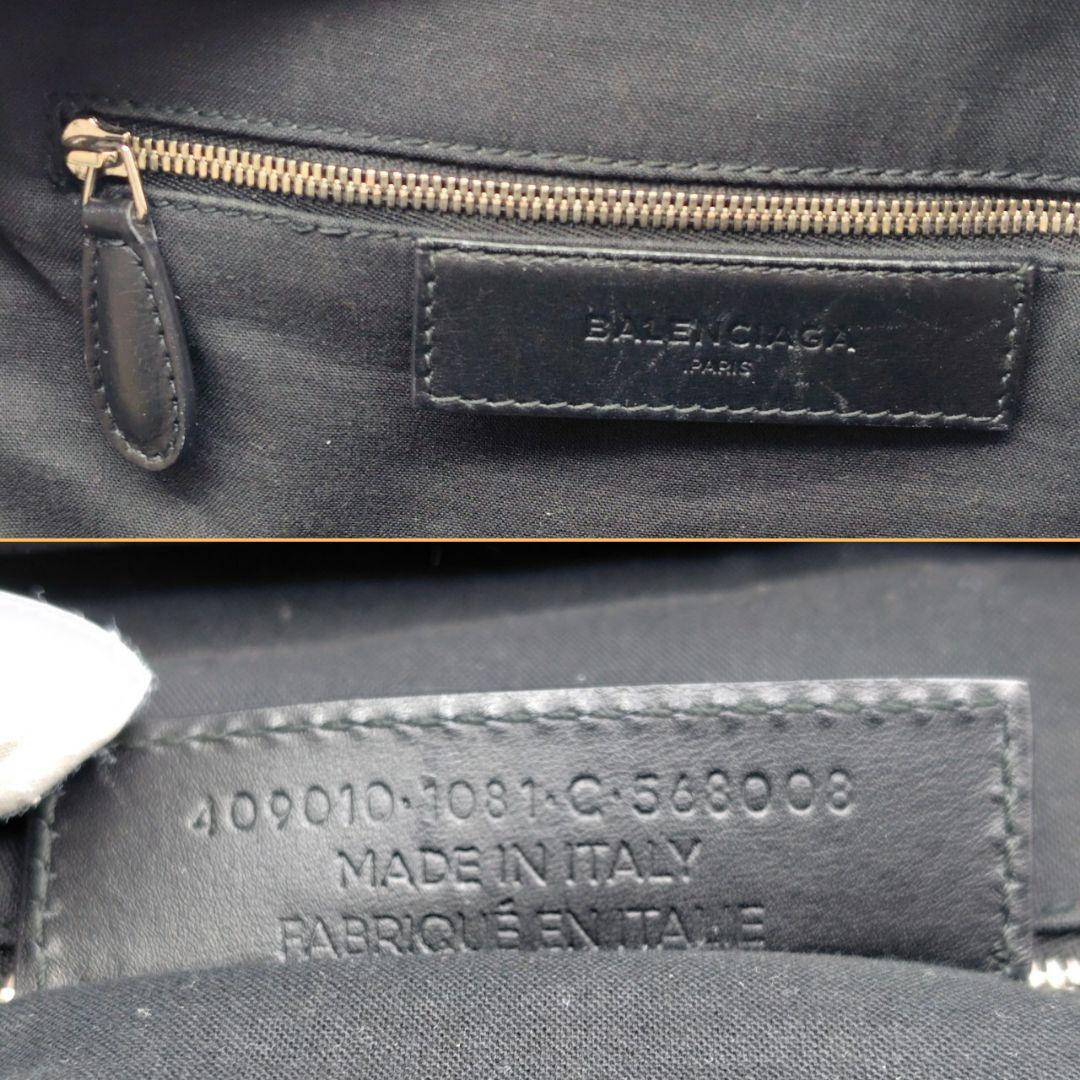 BALENCIAGA
PARIS
409010·1081·C·568008
MADE IN ITALY
FABRIQUÉ EN ITALIE